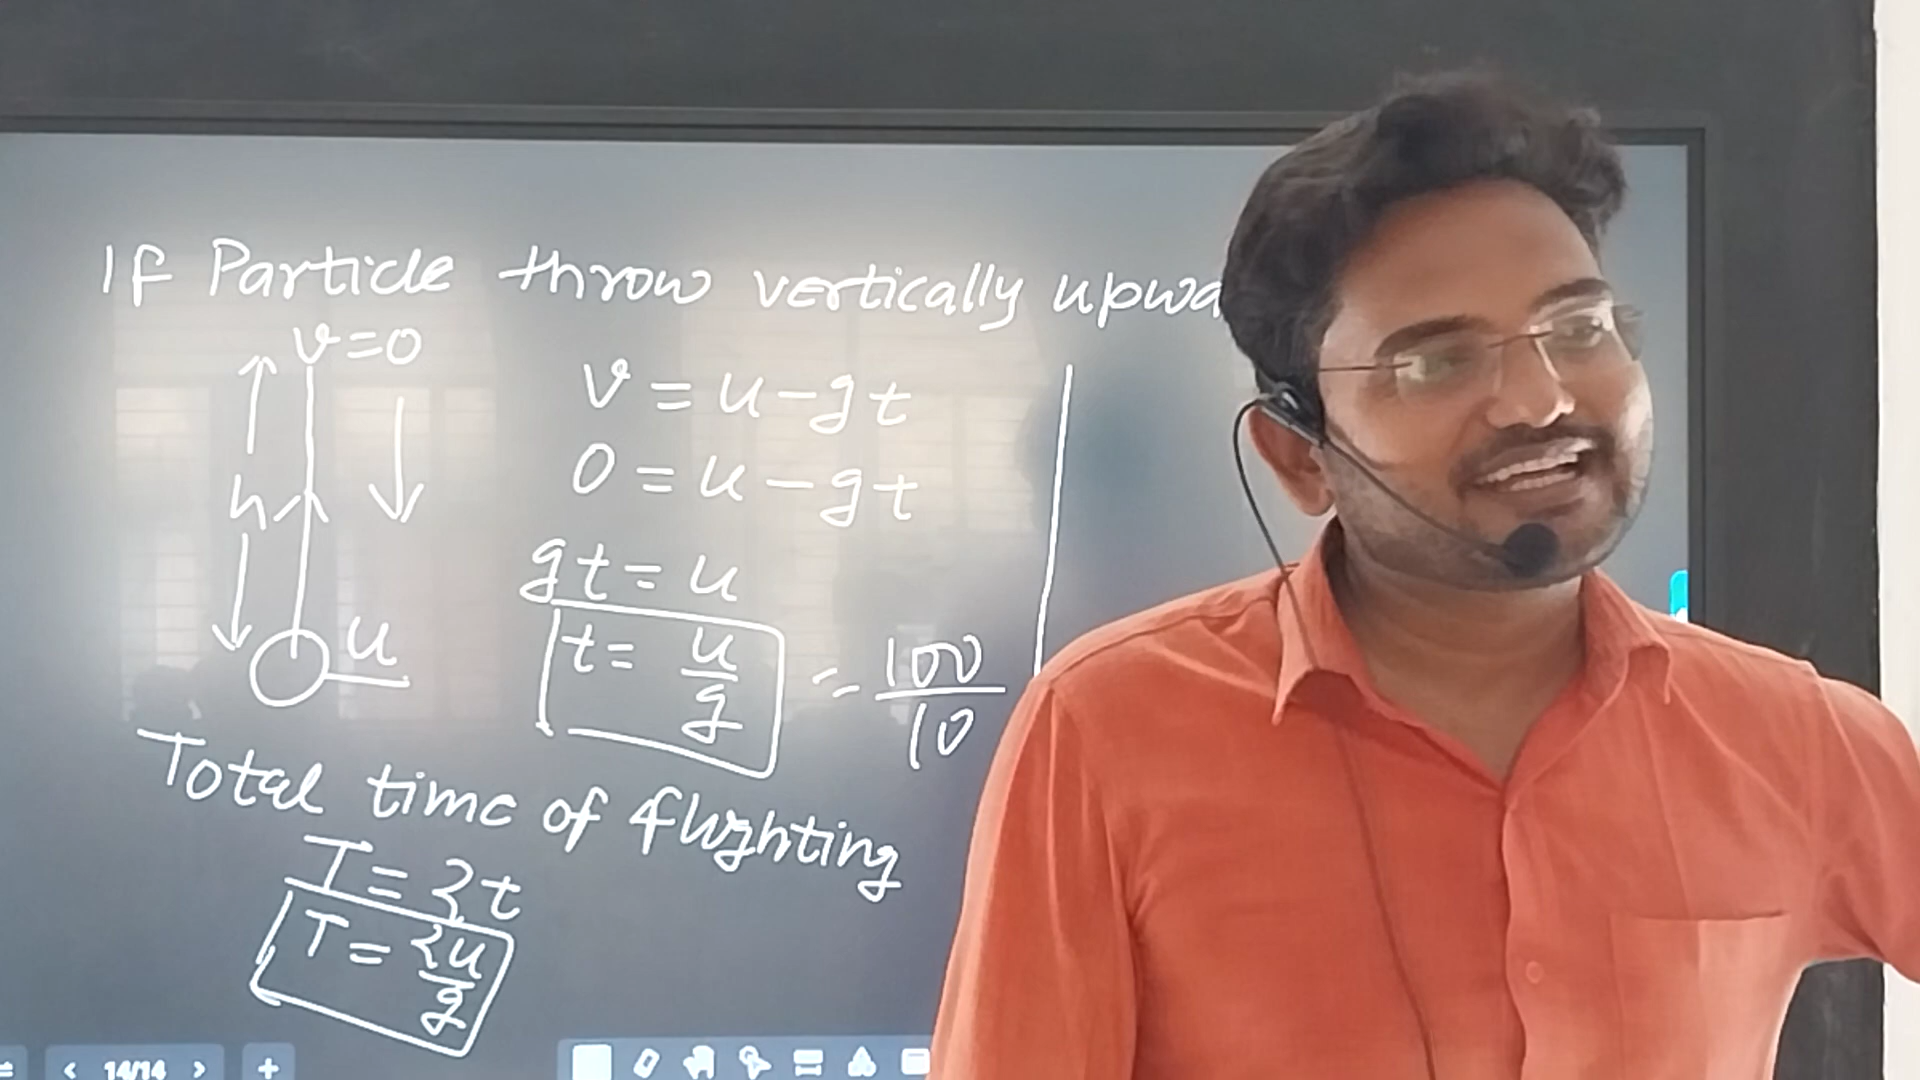 If Particle throw vertically upwa
v=0
h
u
v = u-gt
0 = u-gt
gt = u
t = u/g = 100/10
Total time of flighting
T = 2t
T = 2u/g
14/14